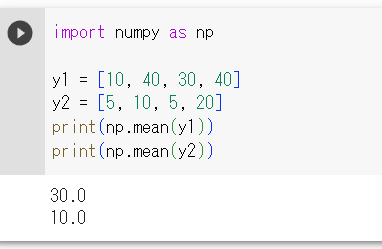 import numpy as np
y1 = [10, 40, 30, 40]
y2 = [5, 10, 5, 20]
print(np.mean(y1))
print(np.mean(y2))
30.0
10.0